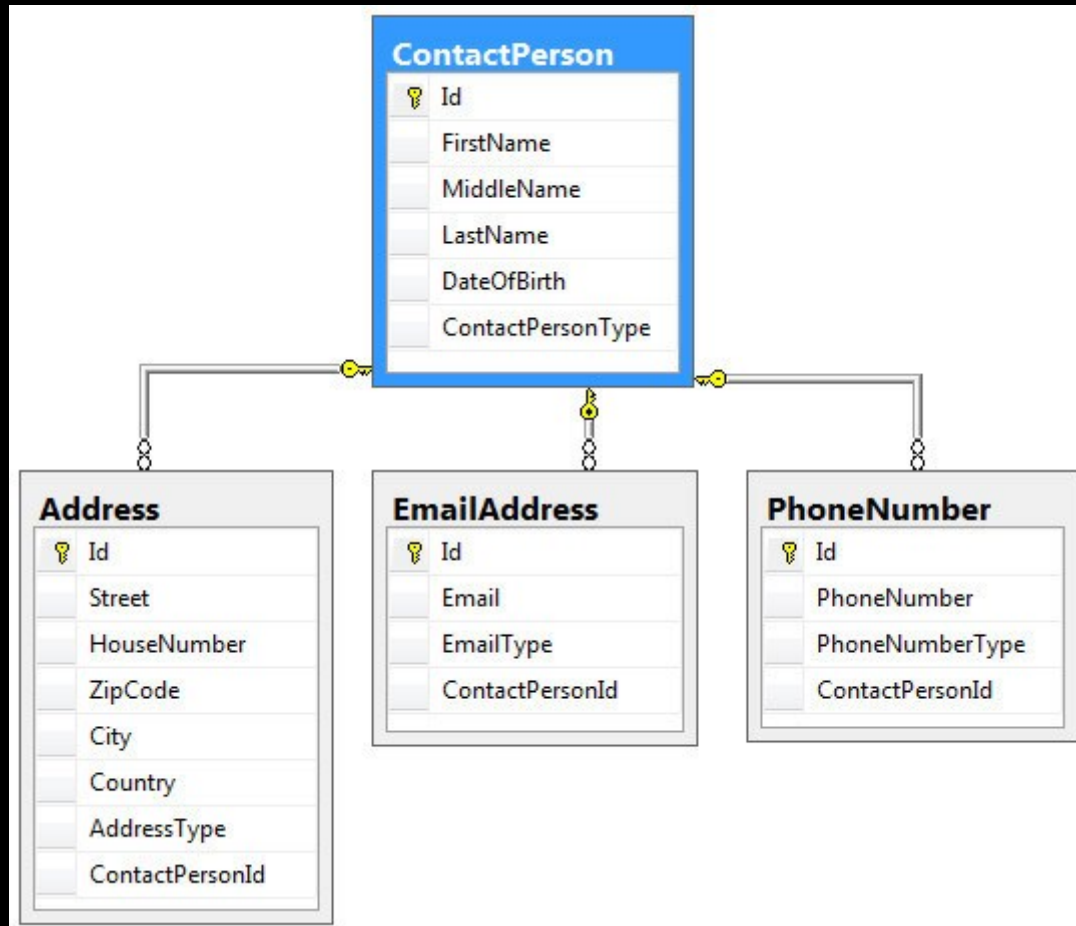 ContactPerson
Id
FirstName
MiddleName
LastName
DateOfBirth
ContactPersonType
Address
Id
Street
HouseNumber
ZipCode
City
Country
AddressType
ContactPersonId
EmailAddress
Id
Email
EmailType
ContactPersonId
PhoneNumber
Id
PhoneNumber
PhoneNumberType
ContactPersonId